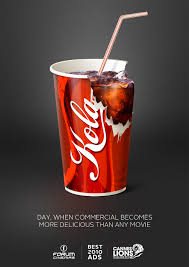 Kola
DAY, WHEN COMMERCIAL BECOMES
MORE DELICIOUS THAN ANY MOVIE
FORUM
BEST
2010
ADS
CANNES
LIONS